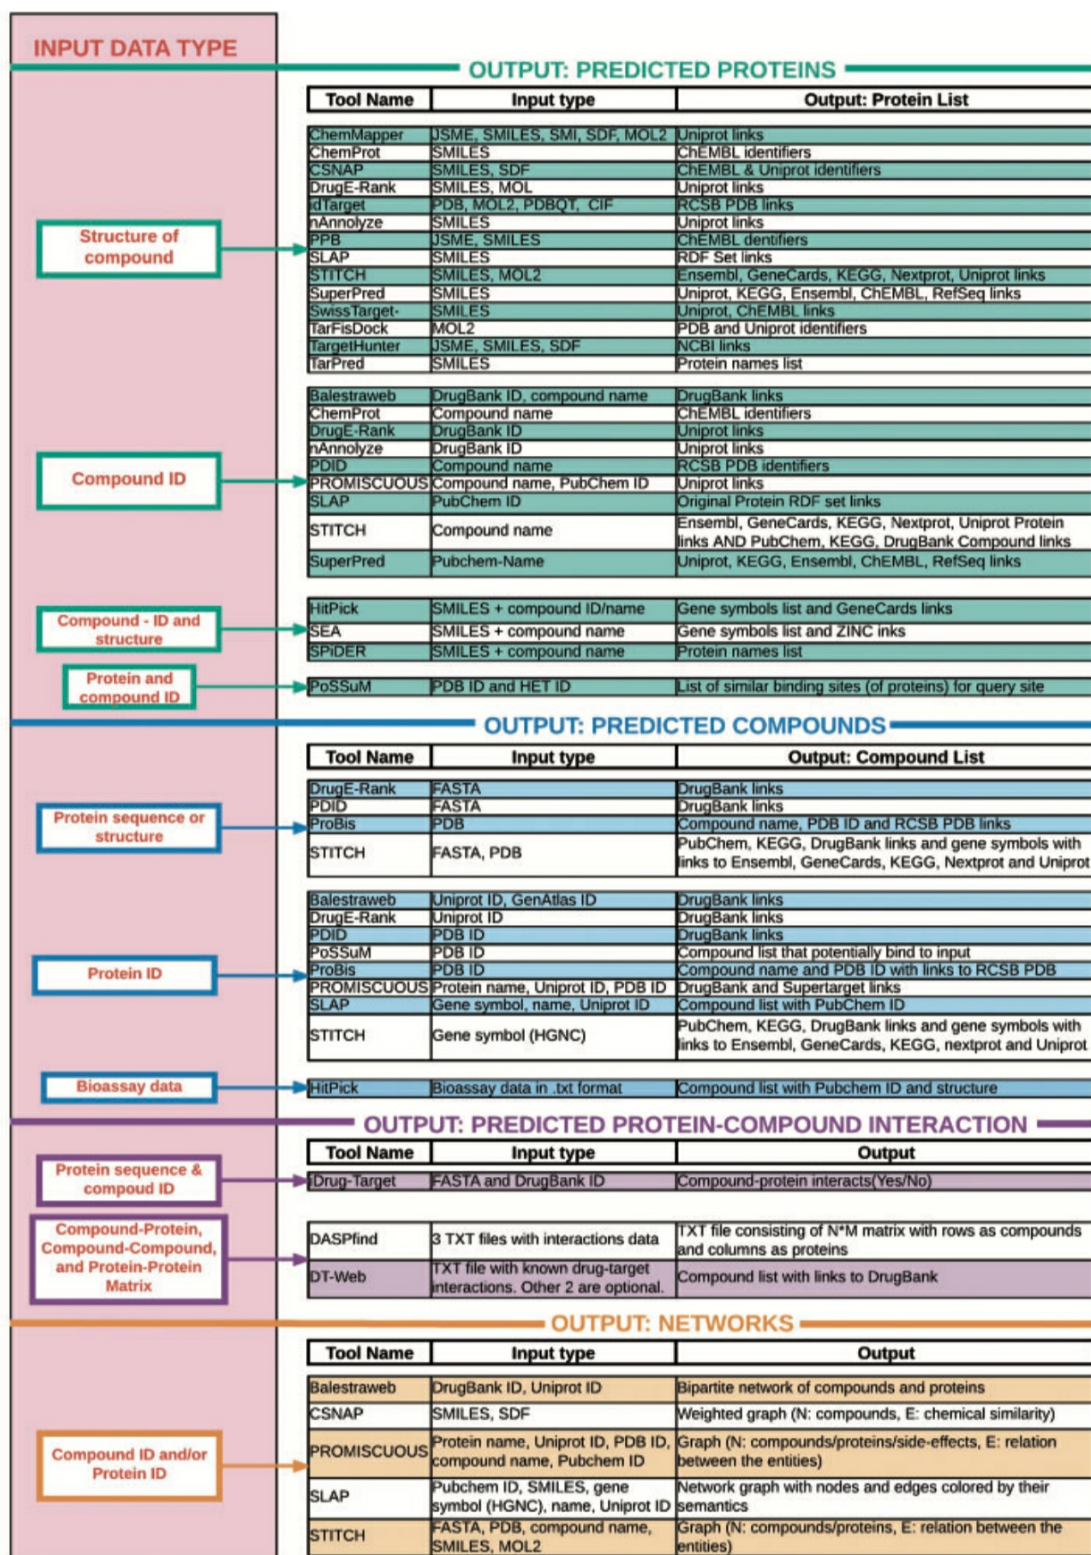 INPUT DATA TYPE
OUTPUT: PREDICTED PROTEINS
Tool Name Input type Output: Protein List
Structure of
compound
ChemMapper JSME, SMILES, SMI, SDF, MOL2 Uniprot links
ChemProt SMILES ChEMBL identifiers
CSNAP SMILES, SDF ChEMBL & Uniprot identifiers
DrugE-Rank SMILES, MOL Uniprot links
idTarget PDB, MOL2, PDBQT, CIF RCSB PDB links
nAnnolyze SMILES Uniprot links
PPB JSME, SMILES ChEMBL dentifiers
SLAP SMILES RDF Set links
STITCH SMILES, MOL2 Ensembl, GeneCards, KEGG, Nextprot, Uniprot links
SuperPred SMILES Uniprot, KEGG, Ensembl, ChEMBL, RefSeq links
SwissTarget- SMILES Uniprot, ChEMBL links
TarFisDock MOL2 PDB and Uniprot identifiers
TargetHunter JSME, SMILES, SDF NCBI links
TarPred SMILES Protein names list
Compound ID
Balestraweb DrugBank ID, compound name DrugBank links
ChemProt Compound name ChEMBL identifiers
DrugE-Rank DrugBank ID Uniprot links
nAnnolyze DrugBank ID Uniprot links
PDID Compound name RCSB PDB identifiers
PROMISCUOUS Compound name, PubChem ID Uniprot links
SLAP PubChem ID Original Protein RDF set links
STITCH Compound name Ensembl, GeneCards, KEGG, Nextprot, Uniprot Protein
links AND PubChem, KEGG, DrugBank Compound links
SuperPred Pubchem-Name Uniprot, KEGG, Ensembl, ChEMBL, RefSeq links
Compound - ID and
structure
HitPick SMILES + compound ID/name Gene symbols list and GeneCards links
SEA SMILES + compound name Gene symbols list and ZINC inks
SPiDER SMILES + compound name Protein names list
Protein and
compound ID
PoSSuM PDB ID and HET ID List of similar binding sites (of proteins) for query site
OUTPUT: PREDICTED COMPOUNDS
Tool Name Input type Output: Compound List
Protein sequence or
structure
DrugE-Rank FASTA DrugBank links
PDID FASTA DrugBank links
ProBis PDB Compound name, PDB ID and RCSB PDB links
STITCH FASTA, PDB PubChem, KEGG, DrugBank links and gene symbols with
links to Ensembl, GeneCards, KEGG, Nextprot and Uniprot
Protein ID
Balestraweb Uniprot ID, GenAtlas ID DrugBank links
DrugE-Rank Uniprot ID DrugBank links
PDID PDB ID DrugBank links
PoSSuM PDB ID Compound list that potentially bind to input
ProBis PDB ID Compound name and PDB ID with links to RCSB PDB
PROMISCUOUS Protein name, Uniprot ID, PDB ID DrugBank and Supertarget links
SLAP Gene symbol, name, Uniprot ID Compound list with PubChem ID
STITCH Gene symbol (HGNC) PubChem, KEGG, DrugBank links and gene symbols with
links to Ensembl, GeneCards, KEGG, nextprot and Uniprot
Bioassay data
HitPick Bioassay data in .txt format Compound list with Pubchem ID and structure
OUTPUT: PREDICTED PROTEIN-COMPOUND INTERACTION
Tool Name Input type Output
Protein sequence &
compoud ID
iDrug-Target FASTA and DrugBank ID Compound-protein interacts(Yes/No)
Compound-Protein,
Compound-Compound,
and Protein-Protein
Matrix
DASPfind 3 TXT files with interactions data TXT file consisting of N*M matrix with rows as compounds
and columns as proteins
DT-Web TXT file with known drug-target
interactions. Other 2 are optional. Compound list with links to DrugBank
OUTPUT: NETWORKS
Tool Name Input type Output
Compound ID and/or
Protein ID
Balestraweb DrugBank ID, Uniprot ID Bipartite network of compounds and proteins
CSNAP SMILES, SDF Weighted graph (N: compounds, E: chemical similarity)
PROMISCUOUS Protein name, Uniprot ID, PDB ID, Graph (N: compounds/proteins/side-effects, E: relation
compound name, Pubchem ID between the entities)
SLAP Pubchem ID, SMILES, gene Network graph with nodes and edges colored by their
symbol (HGNC), name, Uniprot ID semantics
STITCH FASTA, PDB, compound name, Graph (N: compounds/proteins, E: relation between the
SMILES, MOL2 entities)